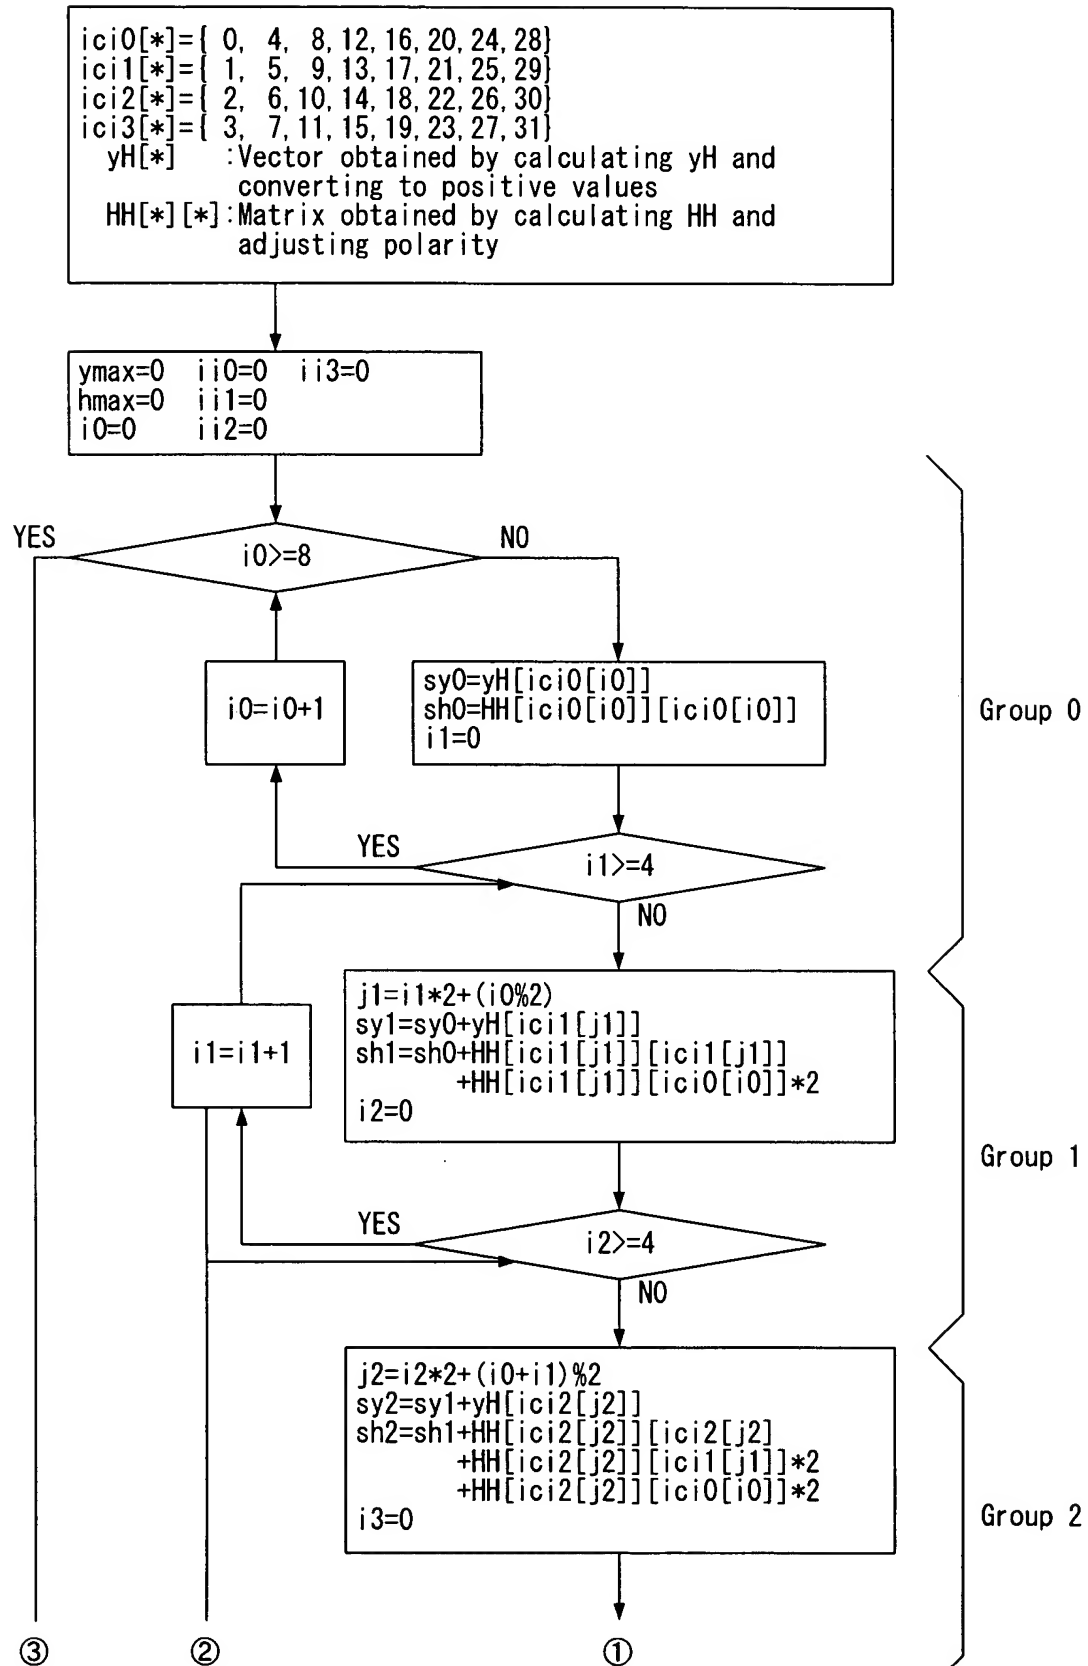 ici0[*]={ 0, 4, 8,12,16,20,24,28}
ici1[*]={ 1, 5, 9,13,17,21,25,29}
ici2[*]={ 2, 6,10,14,18,22,26,30}
ici3[*]={ 3, 7,11,15,19,23,27,31}
yH[*] :Vector obtained by calculating yH and
converting to positive values
HH[*][*]:Matrix obtained by calculating HH and
adjusting polarity
ymax=0 ii0=0 ii3=0
hmax=0 ii1=0
i0=0 ii2=0
YES
i0>=8
NO
i0=i0+1
sy0=yH[ici0[i0]]
sh0=HH[ici0[i0]][ici0[i0]]
i1=0
Group 0
YES
i1>=4
NO
i1=i1+1
j1=i1*2+(i0%2)
sy1=sy0+yH[ici1[j1]]
sh1=sh0+HH[ici1[j1]][ici1[j1]]
+HH[ici1[j1]][ici0[i0]]*2
i2=0
Group 1
YES
i2>=4
NO
j2=i2*2+(i0+i1)%2
sy2=sy1+yH[ici2[j2]]
sh2=sh1+HH[ici2[j2]][ici2[j2]
+HH[ici2[j2]][ici1[j1]]*2
+HH[ici2[j2]][ici0[i0]]*2
i3=0
Group 2
③ ② ①